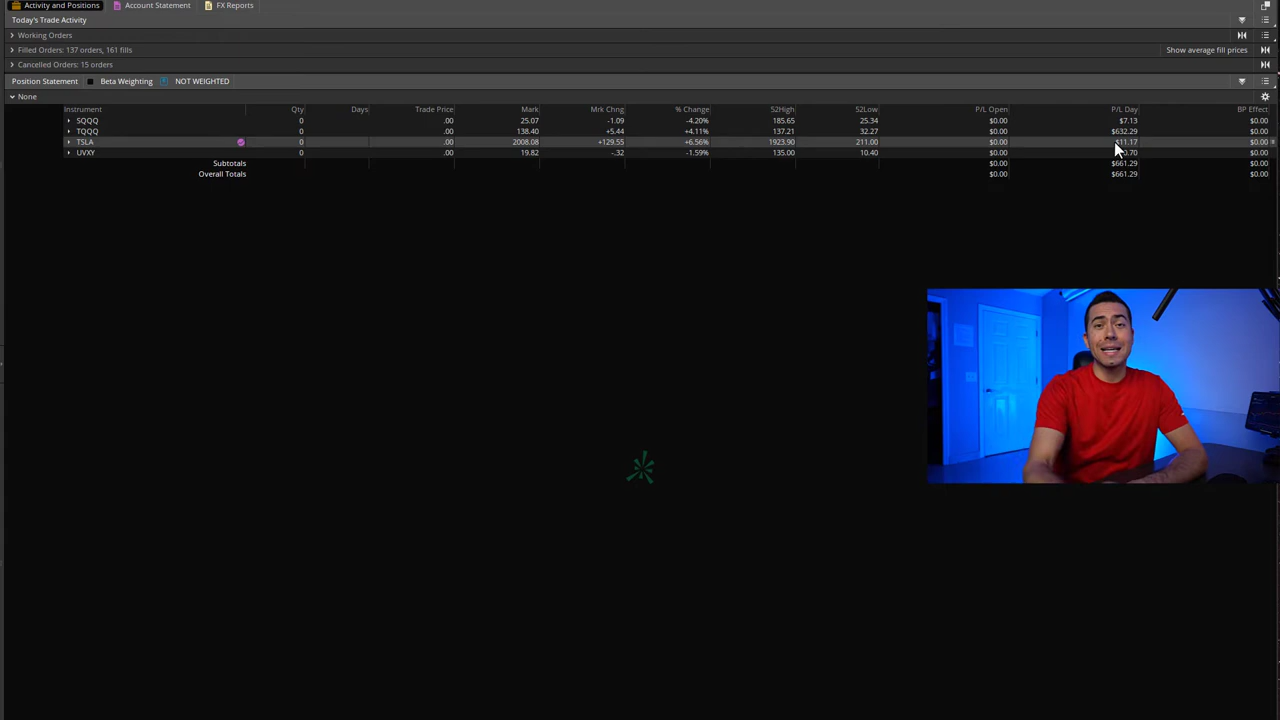 Activity and Positions Account Statement FX Reports
Today's Trade Activity
Working Orders
Filled Orders: 137 orders, 161 fills Show average fill prices
Cancelled Orders: 15 orders
Position Statement Beta Weighting NOT WEIGHTED
None
Instrument Qty Days Trade Price Mark Mrk Chng % Change 52High 52Low P/L Open P/L Day BP Effect
SQQQ 0 .00 25.07 -1.09 -4.20% 185.65 25.34 $0.00 $7.13 $0.00
TQQQ 0 .00 138.40 +5.44 +4.11% 137.21 32.27 $0.00 $632.29 $0.00
TSLA 0 .00 2008.08 +129.55 +6.56% 1923.90 211.00 $0.00 $11.17 $0.00
UVXY 0 .00 19.82 -.32 -1.59% 135.00 10.40 $0.00 $0.00
Subtotals $0.00 $661.29 $0.00
Overall Totals $0.00 $661.29 $0.00